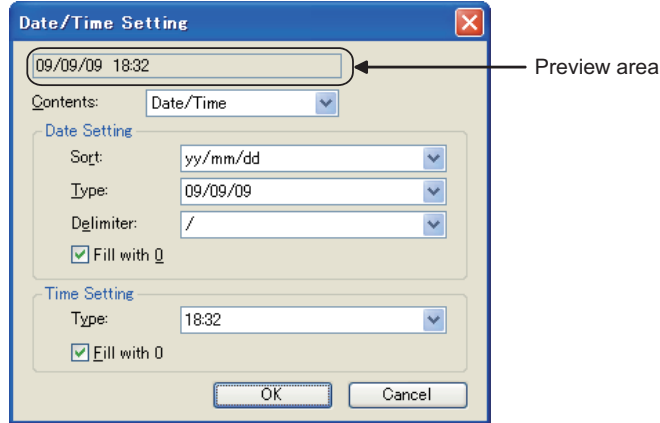 Date/Time Setting
09/09/09 18:32
Preview area
Contents: Date/Time
Date Setting
Sort: yy/mm/dd
Type: 09/09/09
Delimiter: /
Fill with 0
Time Setting
Type: 18:32
Fill with 0
OK Cancel